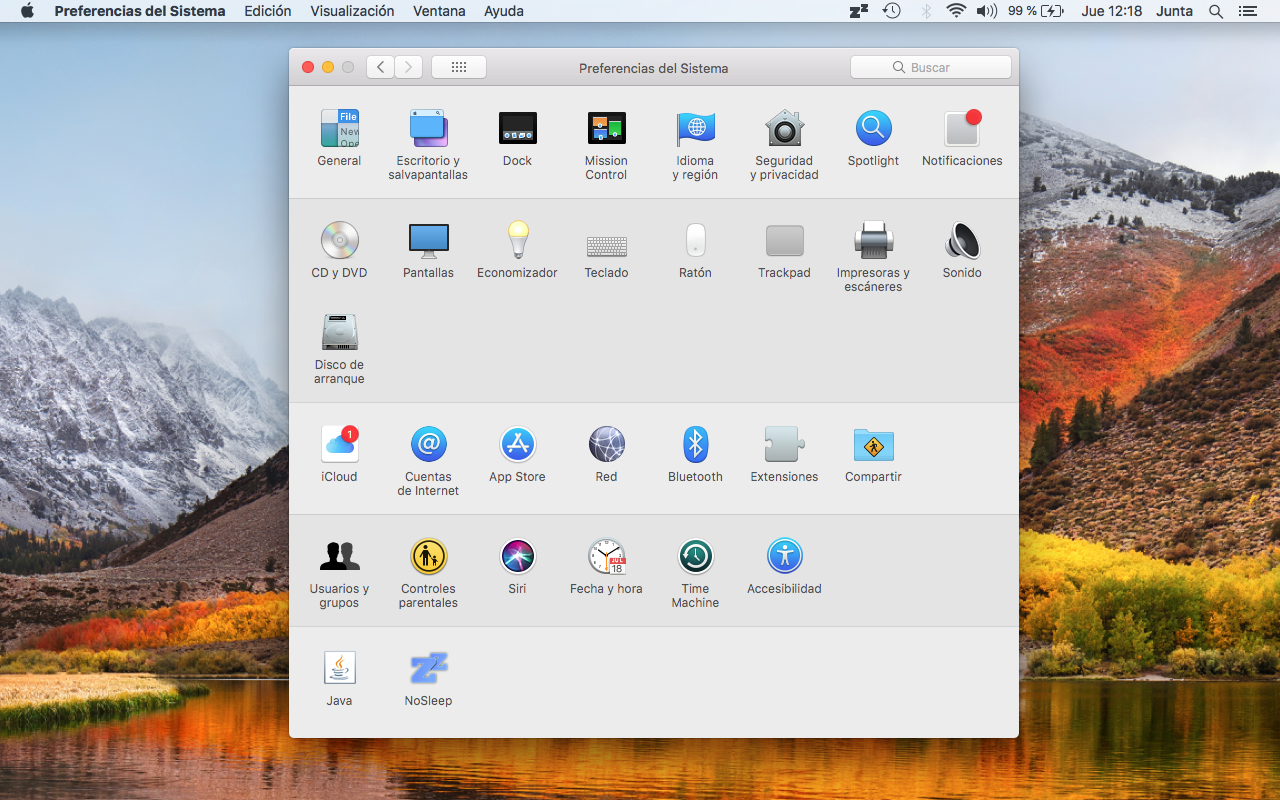 Preferencias del Sistema Edición Visualización Ventana Ayuda 99 % Jue 12:18 Junta
Preferencias del Sistema
Buscar
File
New
Ope
General
Escritorio y
salvapantallas
Dock
Mission
Control
Idioma
y región
Seguridad
y privacidad
Spotlight
Notificaciones
CD y DVD
Pantallas
Economizador
Teclado
Ratón
Trackpad
Impresoras y
escáneres
Sonido
Disco de
arranque
1
iCloud
@
Cuentas
de Internet
App Store
Red
Bluetooth
Extensiones
Compartir
Usuarios y
grupos
Controles
parentales
Siri
JUL
18
Fecha y hora
Time
Machine
Accesibilidad
Java
NoSleep